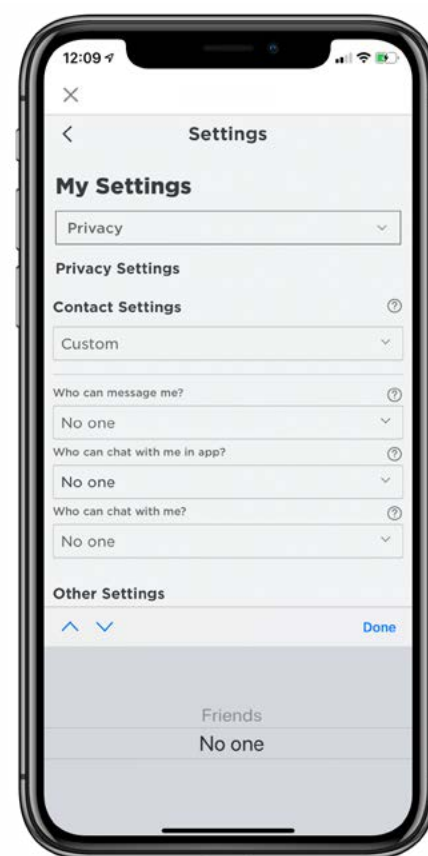 12:09
Settings
My Settings
Privacy
Privacy Settings
Contact Settings
Custom
Who can message me?
No one
Who can chat with me in app?
No one
Who can chat with me?
No one
Other Settings
Done
Friends
No one